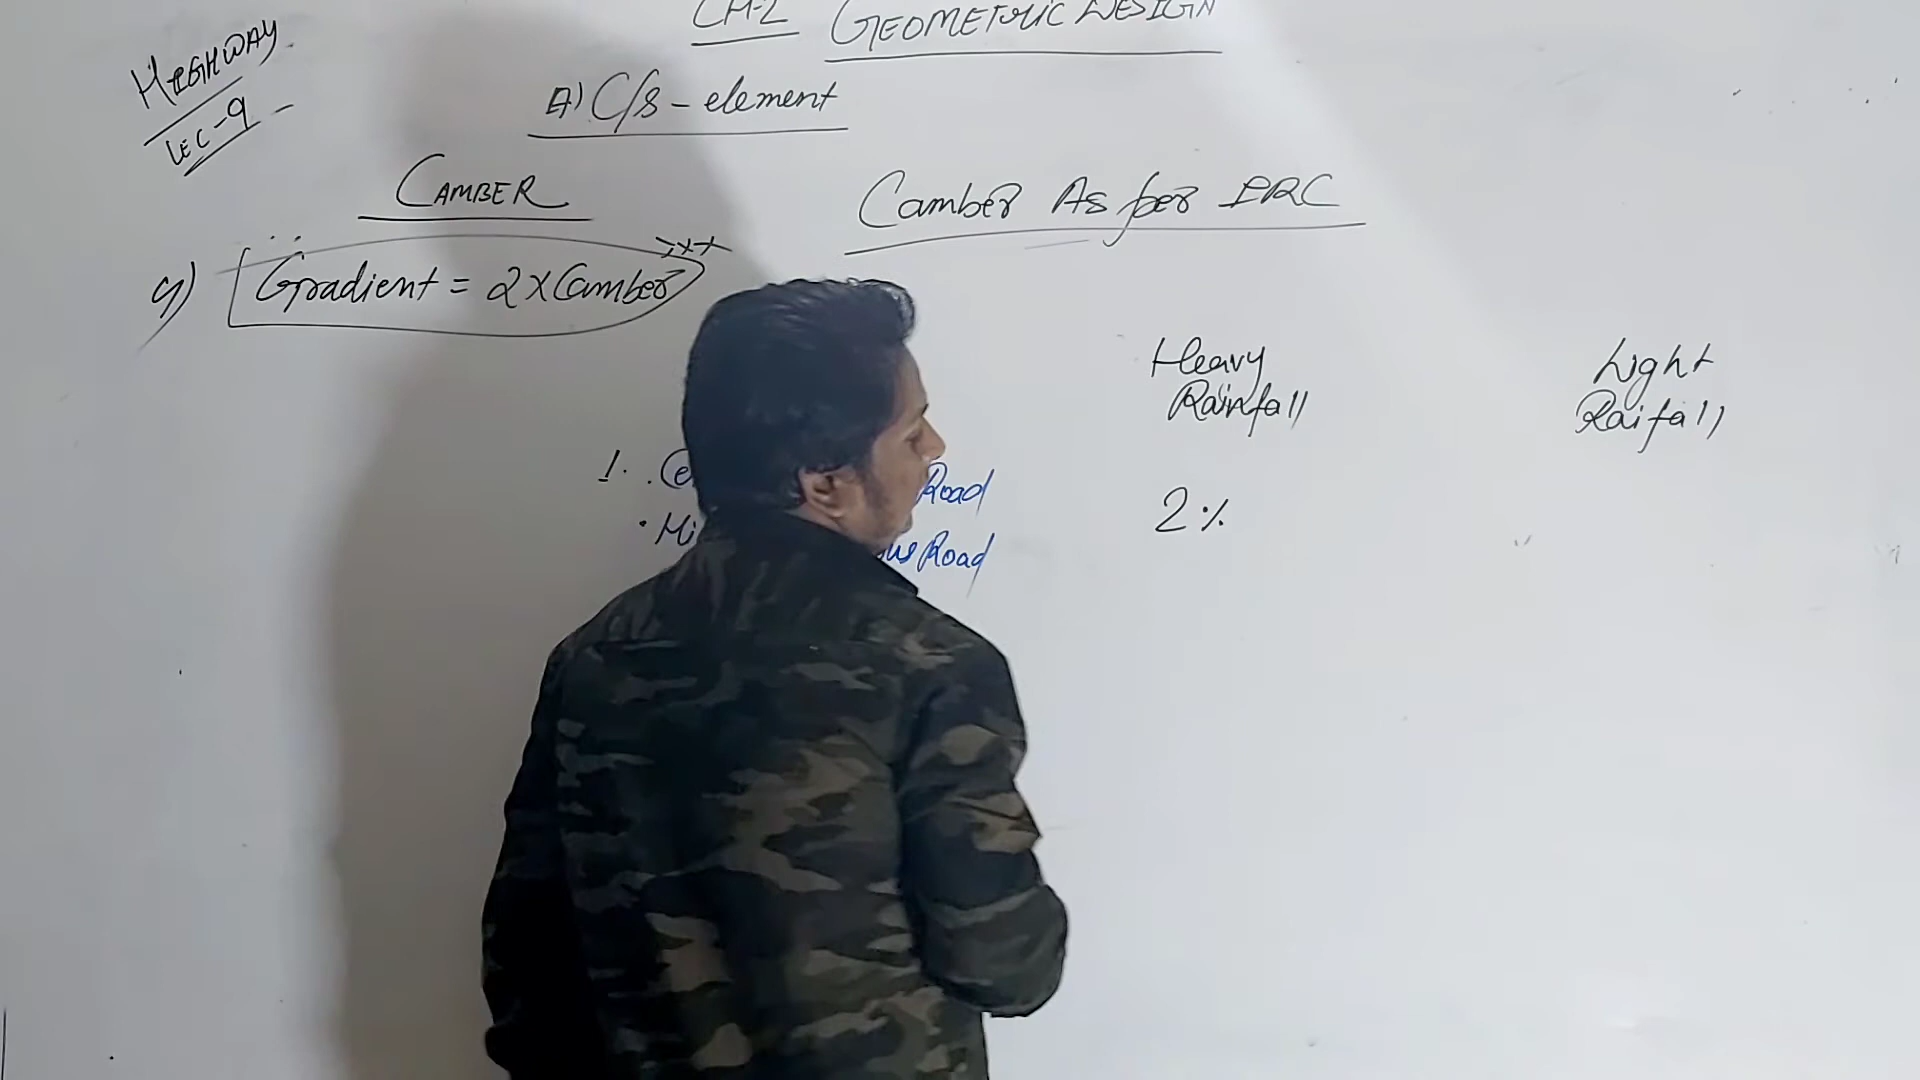 CH-2 GEOMETRIC DESIGN
HIGHWAY
LEC-9
A) C/s - element
CAMBER
Camber As per IRC
Gradient = 2 x Camber
Heavy
Rainfall
Light
Raifall
1. Road
2 %
Road